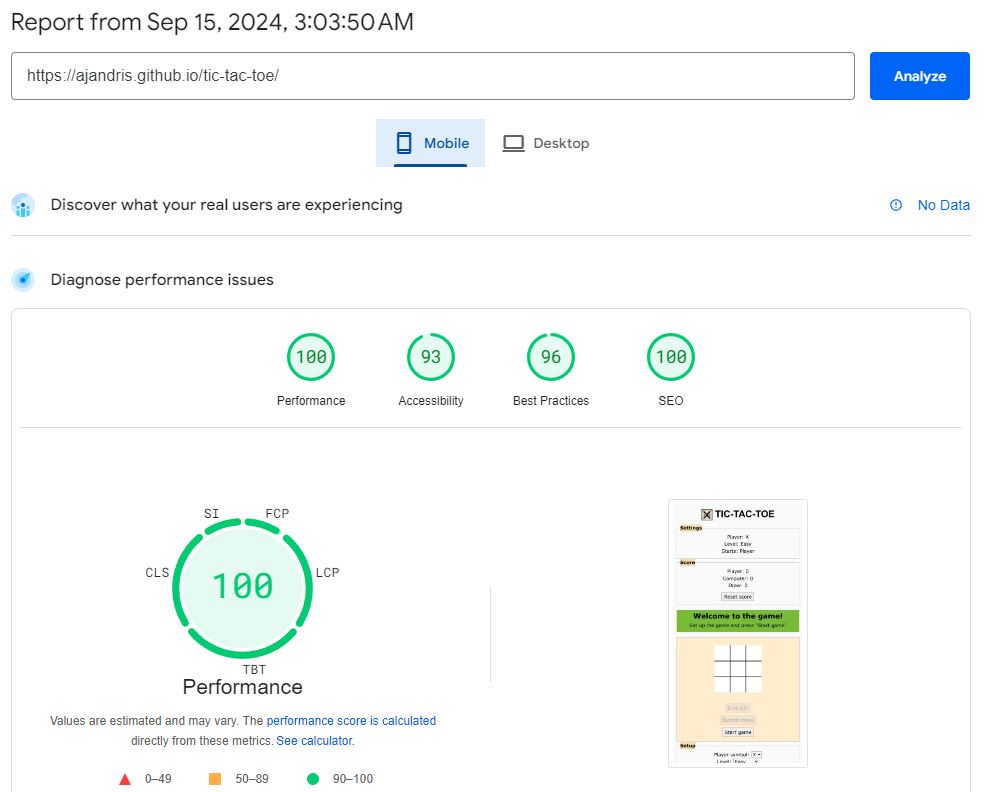 Report from Sep 15, 2024, 3:03:50 AM
https://ajandris.github.io/tic-tac-toe/
Analyze
Mobile
Desktop
Discover what your real users are experiencing
No Data
Diagnose performance issues
100
93
96
100
Performance
Accessibility
Best Practices
SEO
SI
FCP
CLS
LCP
100
TBT
Performance
Values are estimated and may vary. The performance score is calculated
directly from these metrics. See calculator.
0–49
50–89
90–100
X TIC-TAC-TOE
Settings
Player: X
Level: Easy
Starts: Player
Score
Player: 0
Computer: 0
Draw: 0
Reset score
Welcome to the game!
Set up the game and press "Start game"
Give up!
Submit move
Start game
Setup
Player symbol: X
Level: Easy